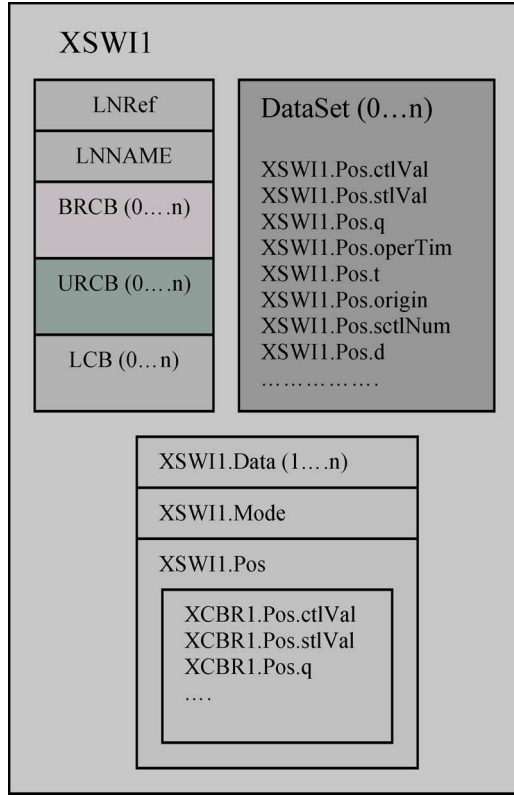 XSWI1
LNRef
LNNAME
BRCB (0....n)
URCB (0....n)
LCB (0...n)
DataSet (0...n)
XSWI1.Pos.ctlVal
XSWI1.Pos.stlVal
XSWI1.Pos.q
XSWI1.Pos.operTim
XSWI1.Pos.t
XSWI1.Pos.origin
XSWI1.Pos.sctlNum
XSWI1.Pos.d
................
XSWI1.Data (1....n)
XSWI1.Mode
XSWI1.Pos
XCBR1.Pos.ctlVal
XCBR1.Pos.stlVal
XCBR1.Pos.q
....